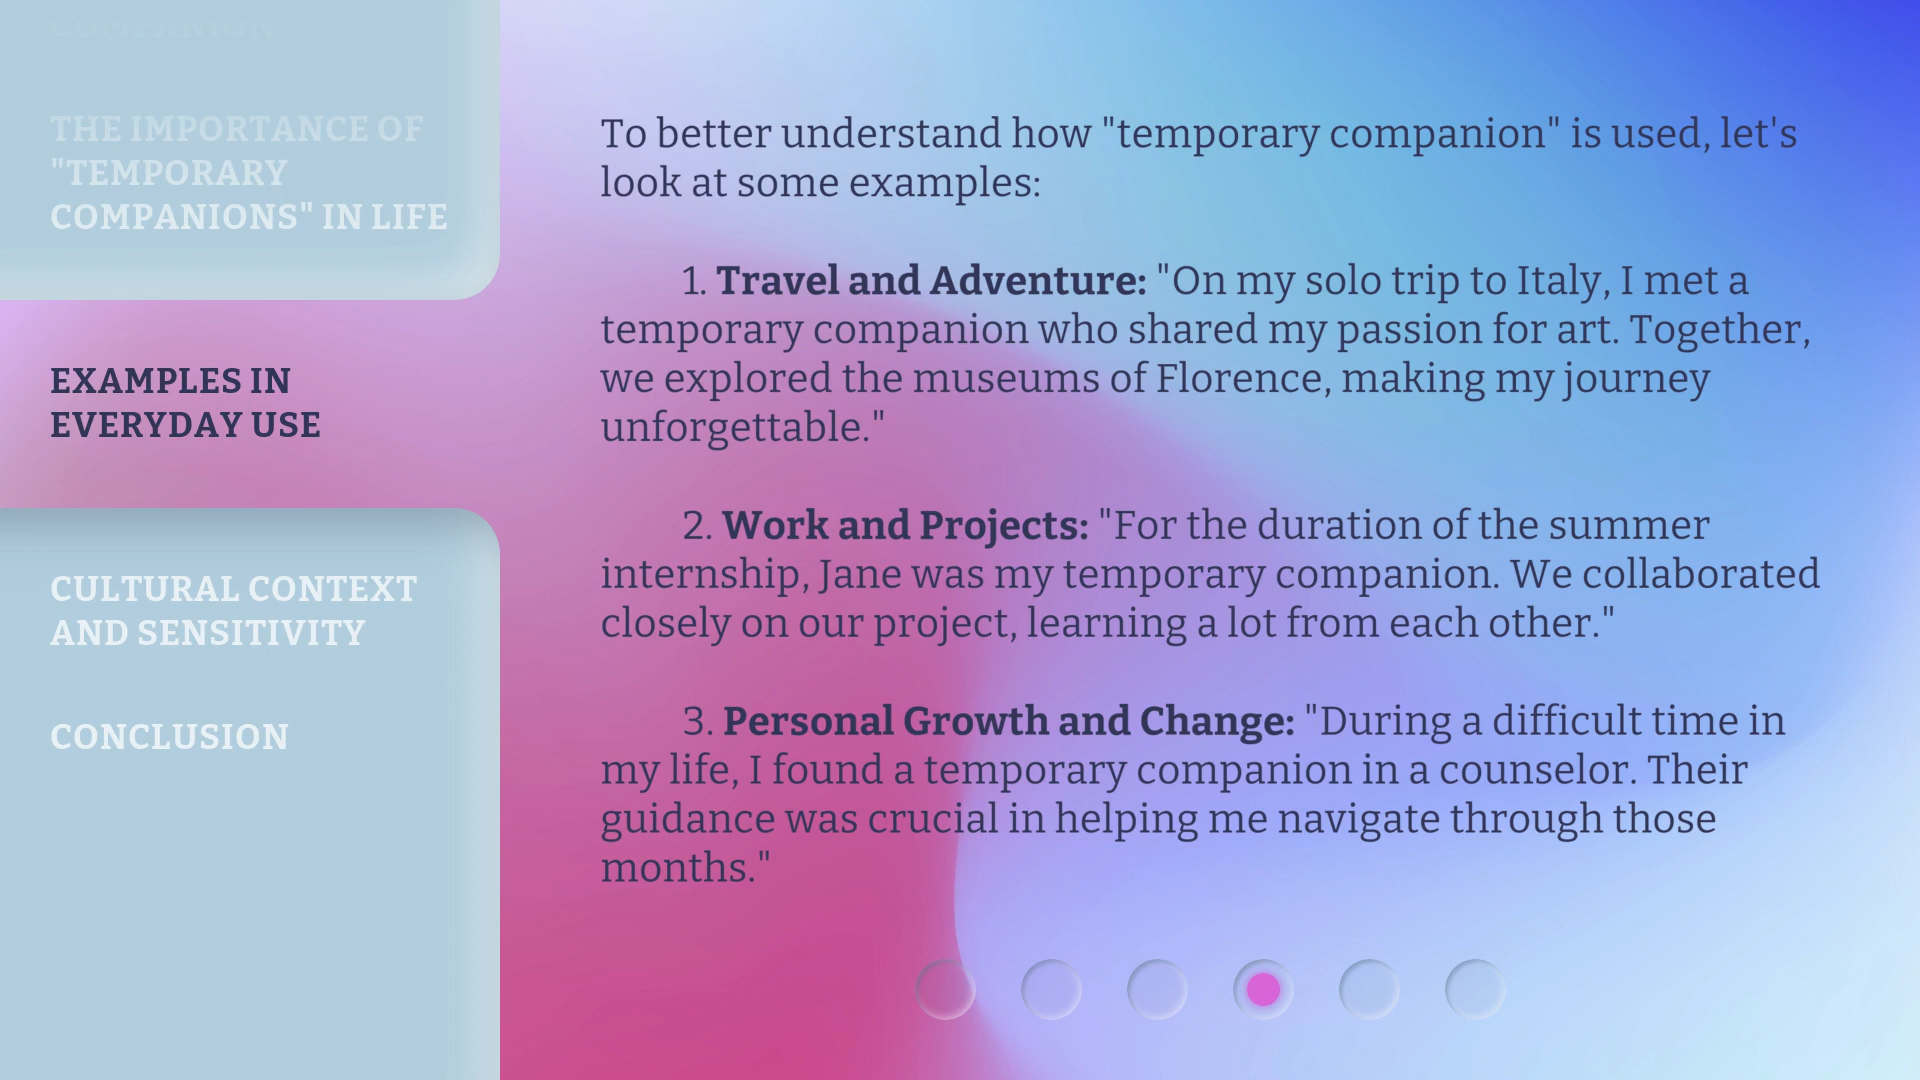 COMPANION
THE IMPORTANCE OF
"TEMPORARY
COMPANIONS" IN LIFE
EXAMPLES IN
EVERYDAY USE
CULTURAL CONTEXT
AND SENSITIVITY
CONCLUSION
To better understand how "temporary companion" is used, let's
look at some examples:
1. Travel and Adventure: "On my solo trip to Italy, I met a
temporary companion who shared my passion for art. Together,
we explored the museums of Florence, making my journey
unforgettable."
2. Work and Projects: "For the duration of the summer
internship, Jane was my temporary companion. We collaborated
closely on our project, learning a lot from each other."
3. Personal Growth and Change: "During a difficult time in
my life, I found a temporary companion in a counselor. Their
guidance was crucial in helping me navigate through those
months."